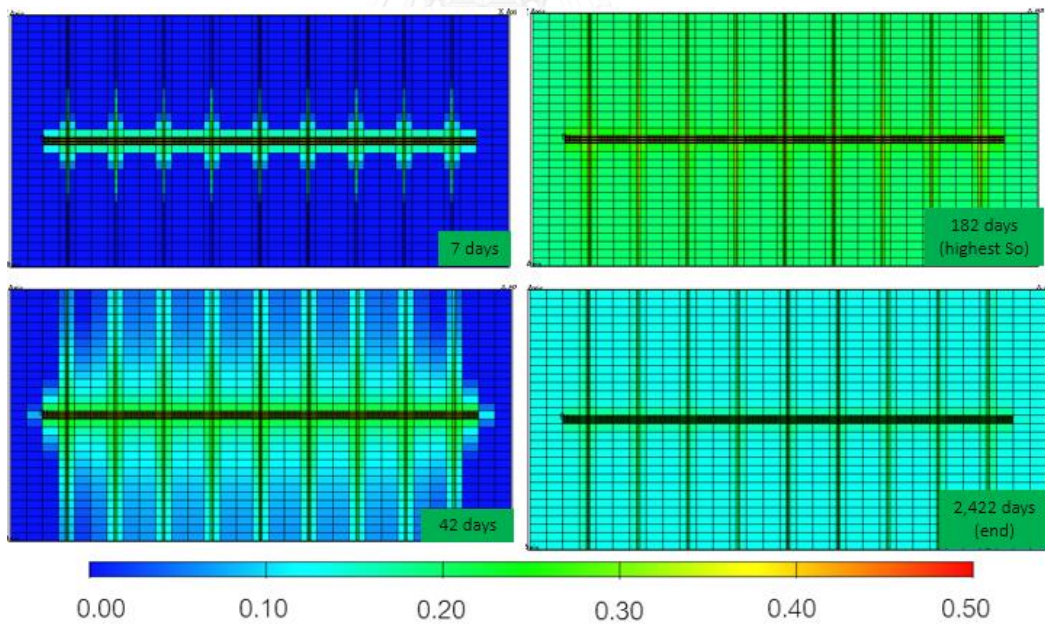 X Axis
7 days
182 days
(highest So)
42 days
2,422 days
(end)
0.00 0.10 0.20 0.30 0.40 0.50